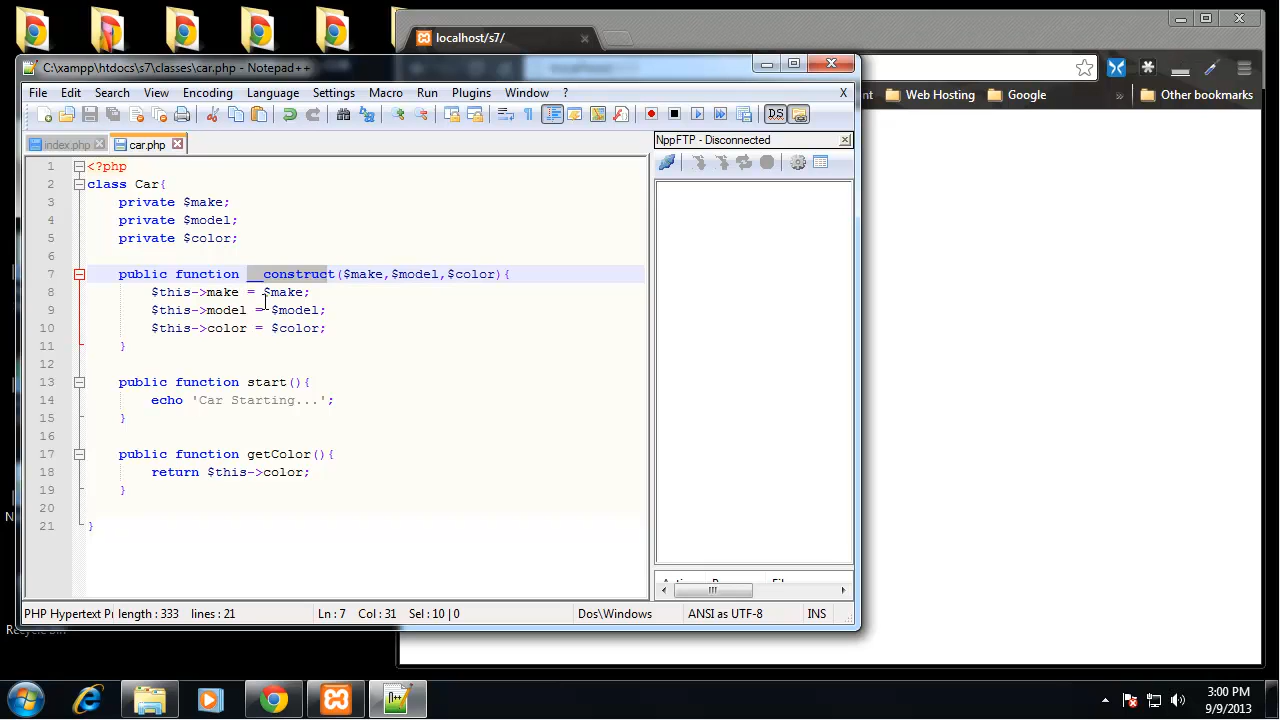 localhost/s7/
C:\xampp\htdocs\s7\classes\car.php - Notepad++
File Edit Search View Encoding Language Settings Macro Run Plugins Window ? X
nt Web Hosting Google » Other bookmarks
index.php car.php
NppFTP - Disconnected
1 <?php
2 class Car{
3 private $make;
4 private $model;
5 private $color;
6
7 public function __construct($make,$model,$color){
8 $this->make = $make;
9 $this->model = $model;
10 $this->color = $color;
11 }
12
13 public function start(){
14 echo 'Car Starting...';
15 }
16
17 public function getColor(){
18 return $this->color;
19 }
20
21 }
PHP Hypertext Pr length : 333 lines : 21 Ln : 7 Col : 31 Sel : 10 | 0 Dos\Windows ANSI as UTF-8 INS
3:00 PM
9/9/2013